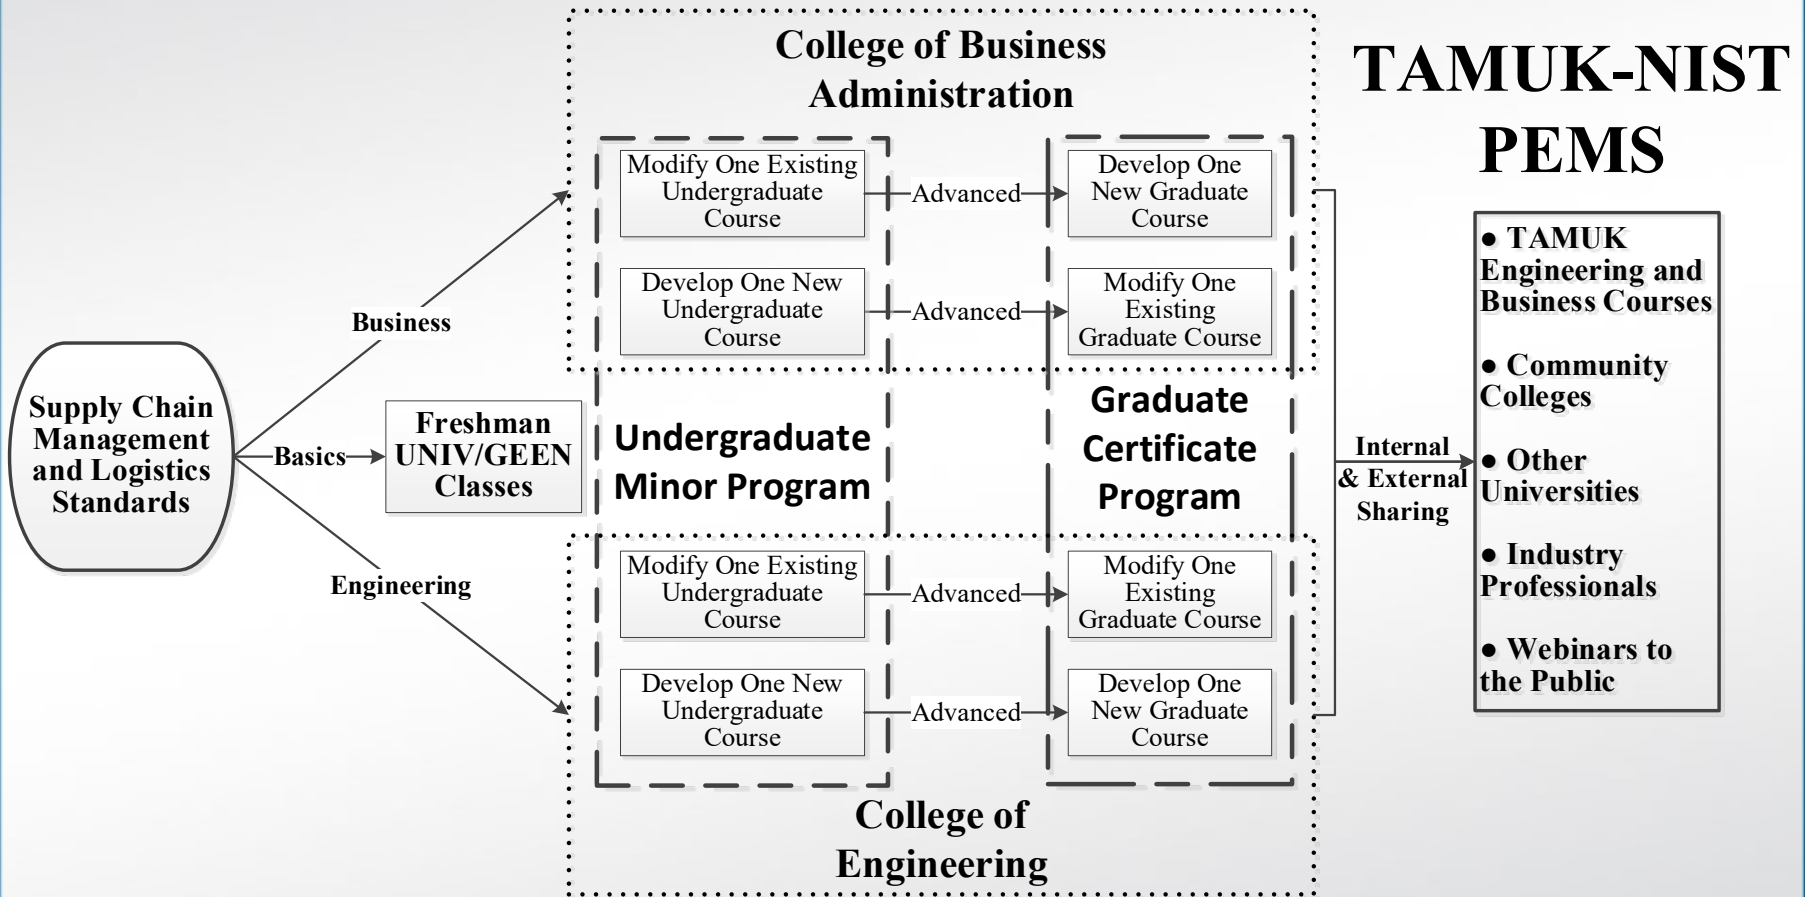 College of Business
Administration
TAMUK-NIST
PEMS
Modify One Existing
Undergraduate
Course
Advanced
Develop One
New Graduate
Course
Develop One New
Undergraduate
Course
Advanced
Modify One
Existing
Graduate Course
Business
Supply Chain
Management
and Logistics
Standards
Basics
Freshman
UNIV/GEEN
Classes
Engineering
Undergraduate
Minor Program
Graduate
Certificate
Program
Modify One Existing
Undergraduate
Course
Advanced
Modify One
Existing
Graduate Course
Develop One New
Undergraduate
Course
Advanced
Develop One
New Graduate
Course
College of
Engineering
Internal
& External
Sharing
● TAMUK
Engineering and
Business Courses
● Community
Colleges
● Other
Universities
● Industry
Professionals
● Webinars to
the Public